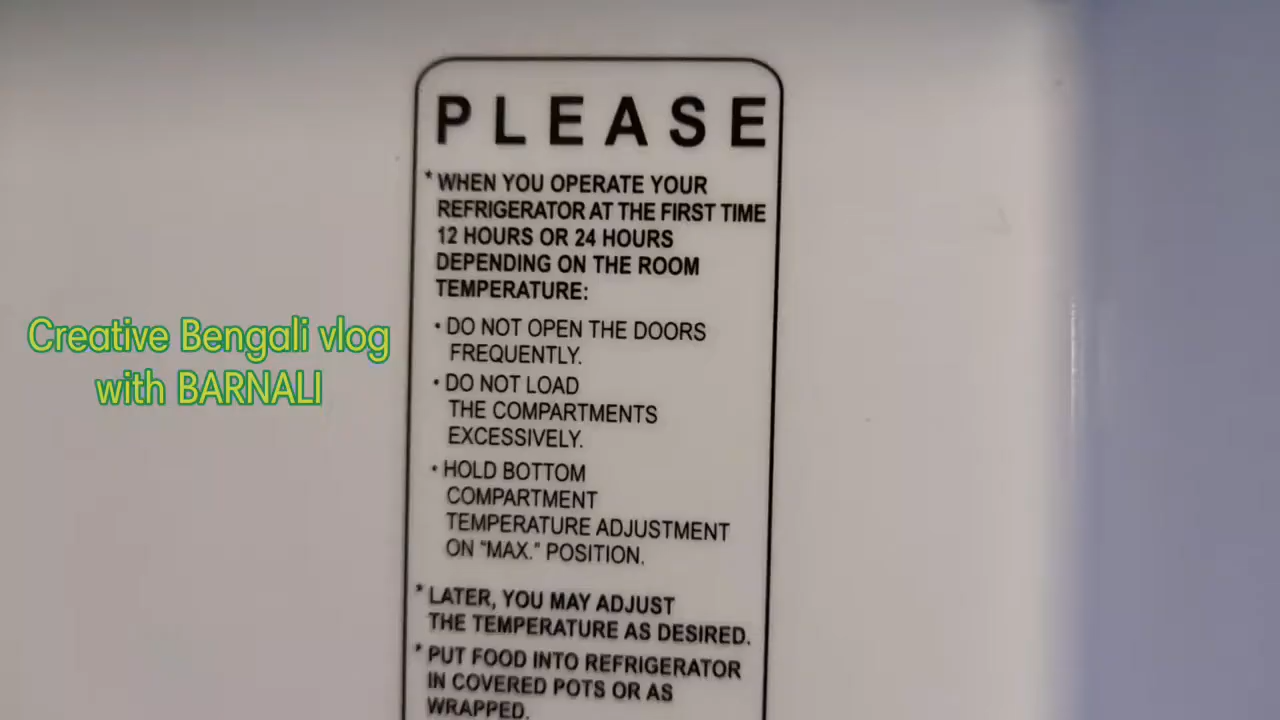 PLEASE
* WHEN YOU OPERATE YOUR
REFRIGERATOR AT THE FIRST TIME
12 HOURS OR 24 HOURS
DEPENDING ON THE ROOM
TEMPERATURE:
• DO NOT OPEN THE DOORS
FREQUENTLY.
• DO NOT LOAD
THE COMPARTMENTS
EXCESSIVELY.
• HOLD BOTTOM
COMPARTMENT
TEMPERATURE ADJUSTMENT
ON “MAX.” POSITION.
* LATER, YOU MAY ADJUST
THE TEMPERATURE AS DESIRED.
* PUT FOOD INTO REFRIGERATOR
IN COVERED POTS OR AS
WRAPPED.
Creative Bengali vlog
with BARNALI